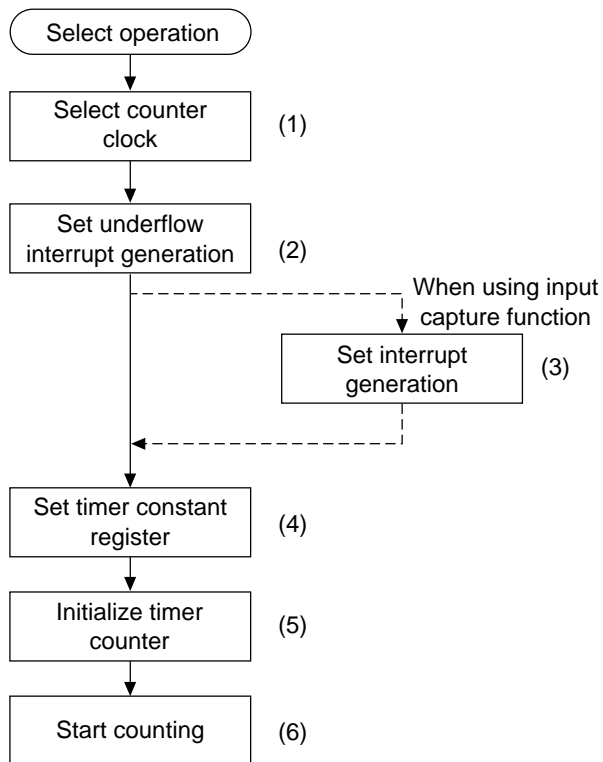 Select operation
Select counter
clock
(1)
Set underflow
interrupt generation
(2)
When using input
capture function
Set interrupt
generation
(3)
Set timer constant
register
(4)
Initialize timer
counter
(5)
Start counting
(6)